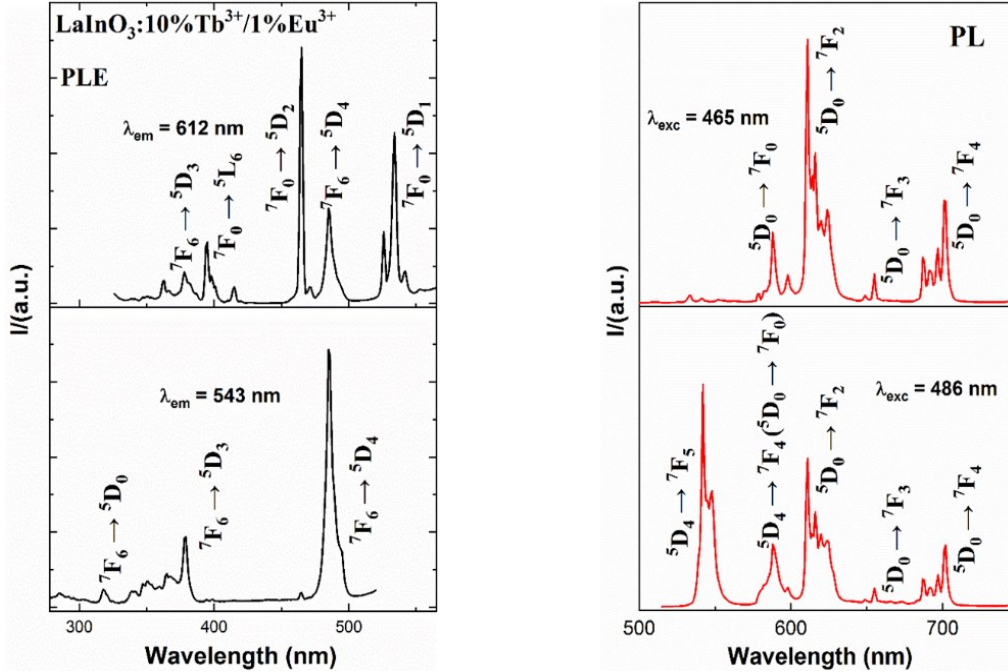 LaInO₃:10%Tb³⁺/1%Eu³⁺
PLE
λem = 612 nm
⁷F₆ → ⁵D₃
⁷F₀ → ⁵L₆
⁷F₀ → ⁵D₂
⁷F₆ → ⁵D₄
⁷F₀ → ⁵D₁
I/(a.u.)
λem = 543 nm
⁷F₆ → ⁵D₀
⁷F₆ → ⁵D₃
⁷F₆ → ⁵D₄
I/(a.u.)
300 400 500
Wavelength (nm)
PL
λexc = 465 nm
⁵D₀ → ⁷F₀
⁵D₀ → ⁷F₂
⁵D₀ → ⁷F₃
⁵D₀ → ⁷F₄
I/(a.u.)
λexc = 486 nm
⁵D₄ → ⁷F₅
⁵D₄ → ⁷F₄ (⁵D₀ → ⁷F₀)
⁵D₀ → ⁷F₂
⁵D₀ → ⁷F₃
⁵D₀ → ⁷F₄
I/(a.u.)
500 600 700
Wavelength (nm)